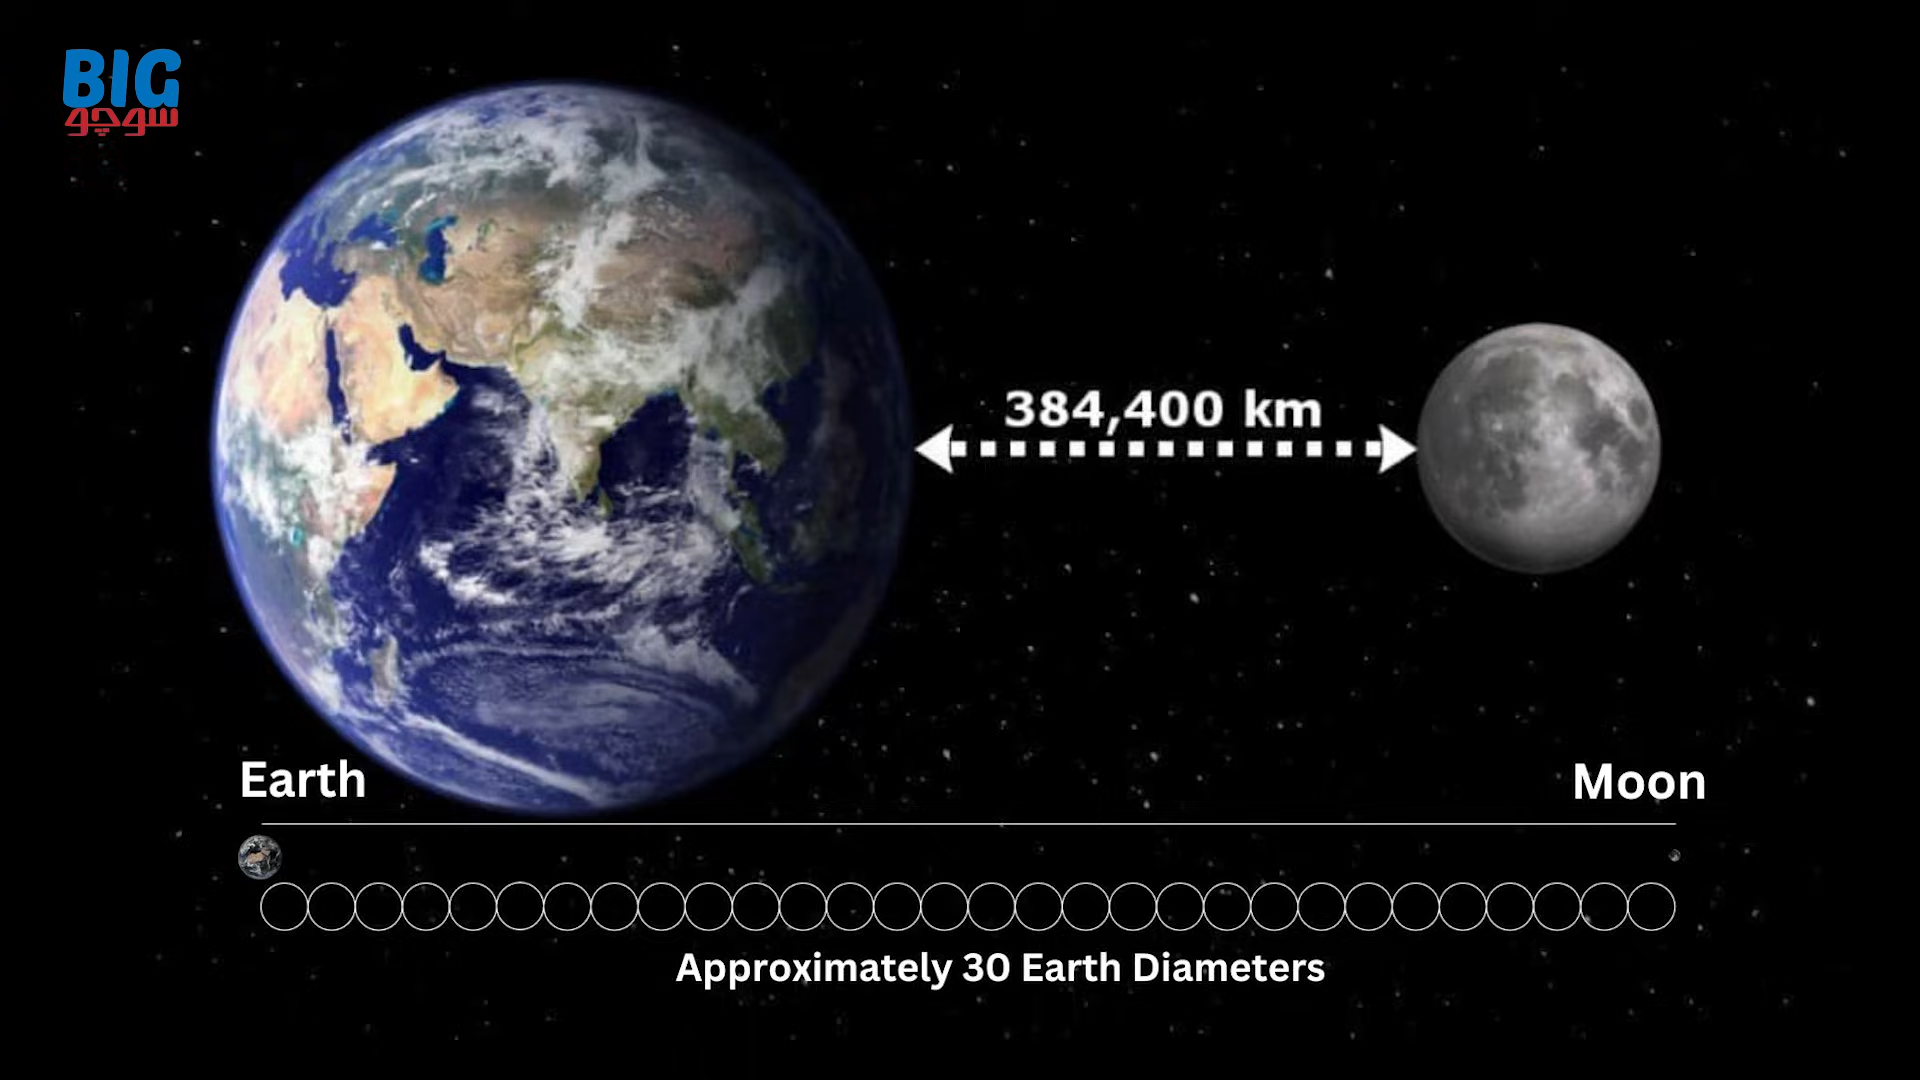 BIG
سوچو
384,400 km
Earth
Moon
Approximately 30 Earth Diameters